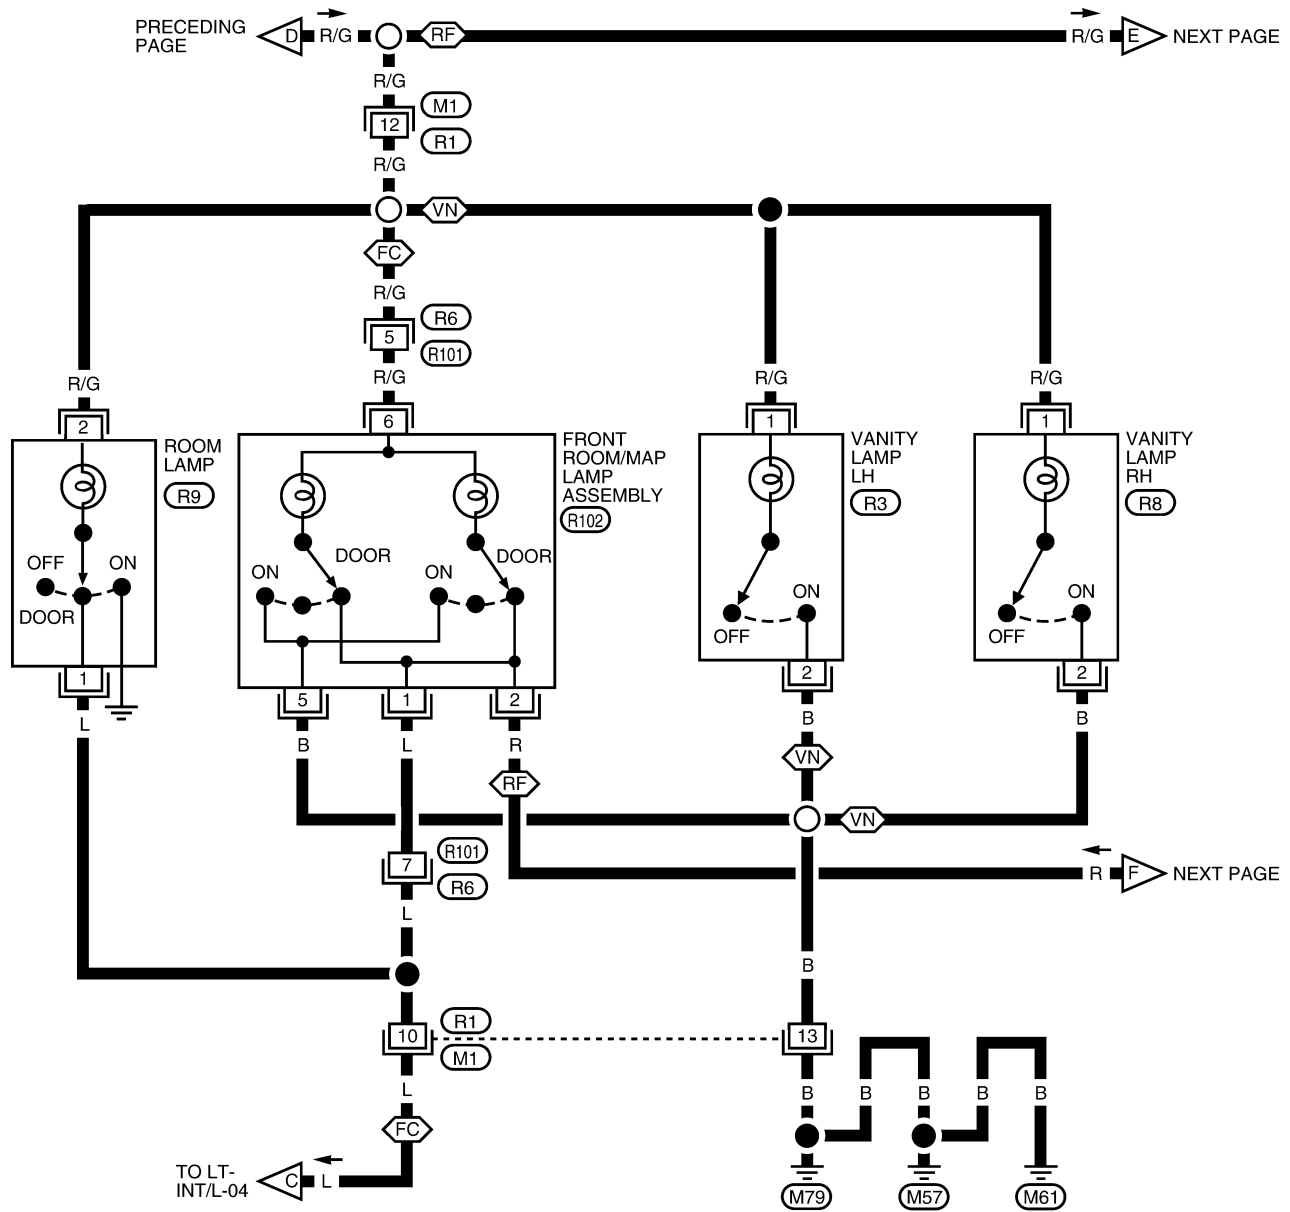 PRECEDING
PAGE
D
R/G
RF
R/G
E
NEXT PAGE
R/G
M1
12
R1
R/G
VN
FC
R/G
R6
5
R101
R/G
R/G
R/G
R/G
2
6
1
1
ROOM
LAMP
R9
FRONT
ROOM/MAP
LAMP
ASSEMBLY
R102
VANITY
LAMP
LH
R3
VANITY
LAMP
RH
R8
OFF
ON
DOOR
DOOR
ON
DOOR
ON
ON
OFF
ON
OFF
1
5
1
2
2
2
L
B
L
R
B
B
RF
VN
VN
R101
7
R6
R
F
NEXT PAGE
L
B
R1
10
M1
13
L
B
B
B
B
B
FC
TO LT-
INT/L-04
C
L
M79
M57
M61